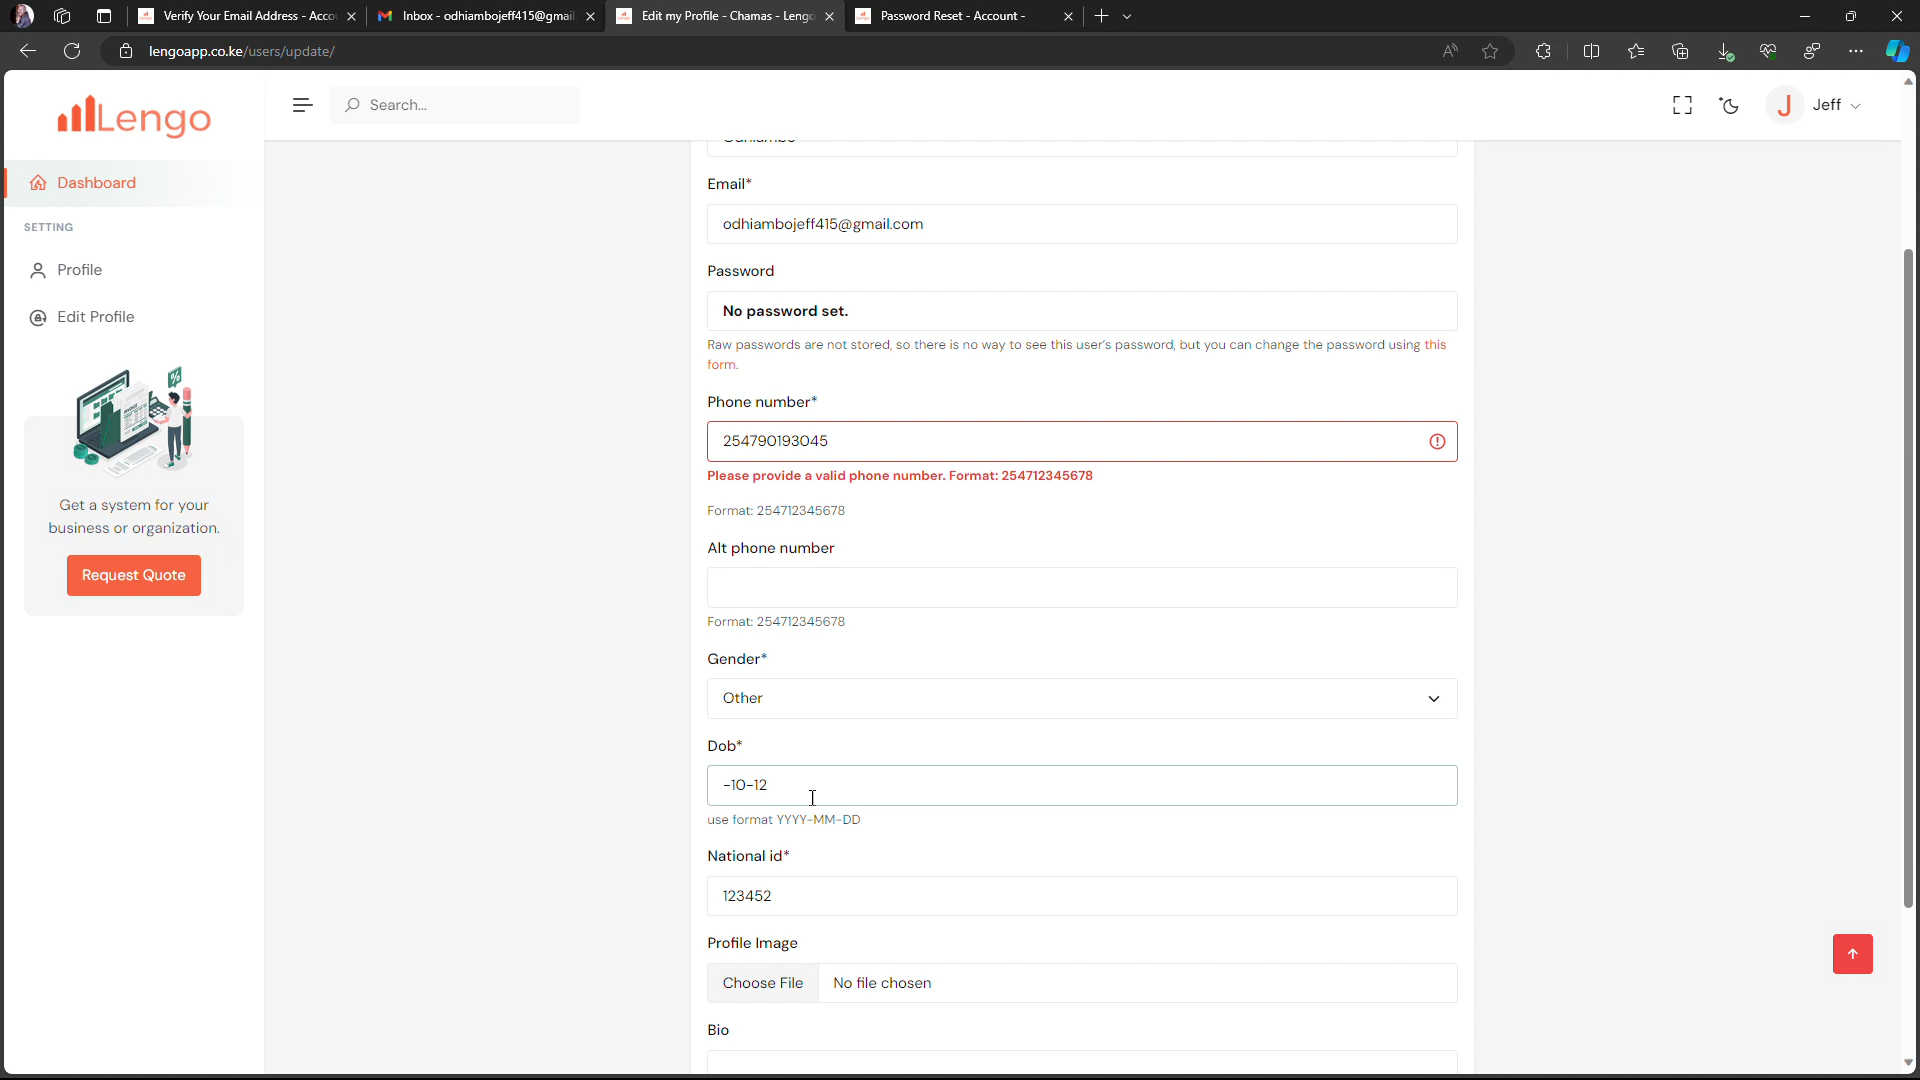 Verify Your Email Address - Acco
Inbox - odhiambojeff415@gmail
Edit my Profile - Chamas - Lengo
Password Reset - Account -
lengoapp.co.ke/users/update/
Lengo
Search...
J
Jeff
Dashboard
SETTING
Profile
Edit Profile
Get a system for your
business or organization.
Request Quote
Odhiambo
Email*
odhiambojeff415@gmail.com
Password
No password set.
Raw passwords are not stored, so there is no way to see this user's password, but you can change the password using this
form.
Phone number*
254790193045
Please provide a valid phone number. Format: 254712345678
Format: 254712345678
Alt phone number
Format: 254712345678
Gender*
Other
Dob*
-10-12
use format YYYY-MM-DD
National id*
123452
Profile Image
Choose File
No file chosen
Bio